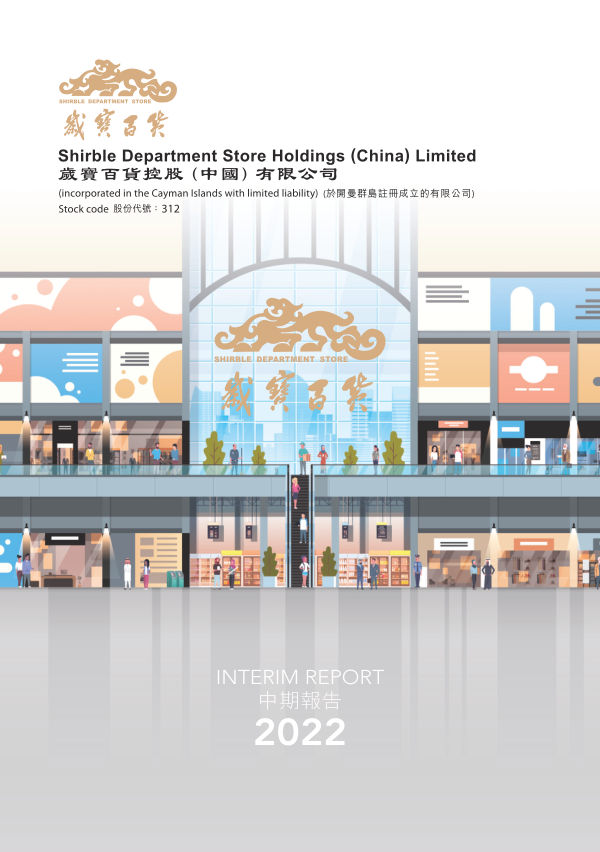 SHIRBLE DEPARTMENT STORE
歲寶百貨
Shirble Department Store Holdings (China) Limited
歲寶百貨控股(中國)有限公司
(incorporated in the Cayman Islands with limited liability) (於開曼群島註冊成立的有限公司)
Stock code 股份代號:312
SHIRBLE DEPARTMENT STORE
歲寶百貨
INTERIM REPORT
中期報告
2022